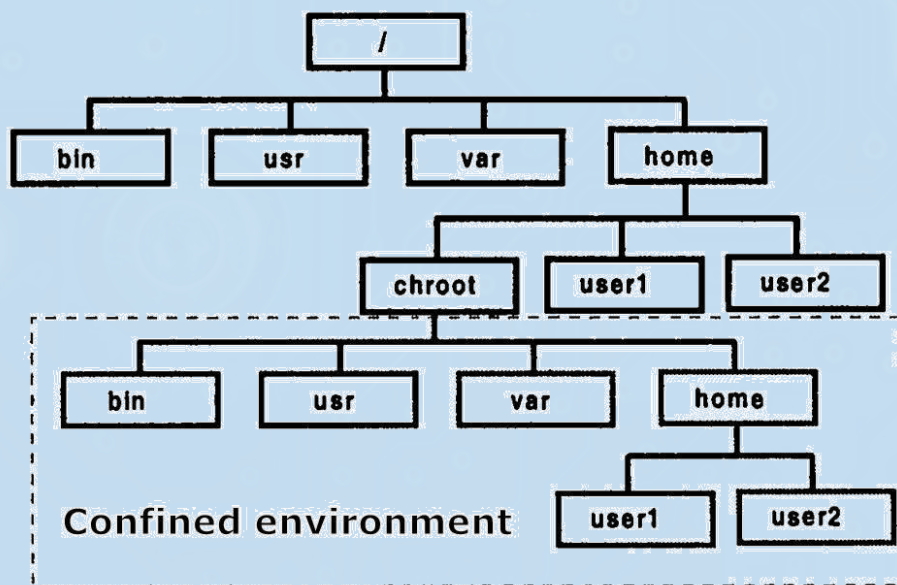 /
bin usr var home
chroot user1 user2
bin usr var home
Confined environment user1 user2